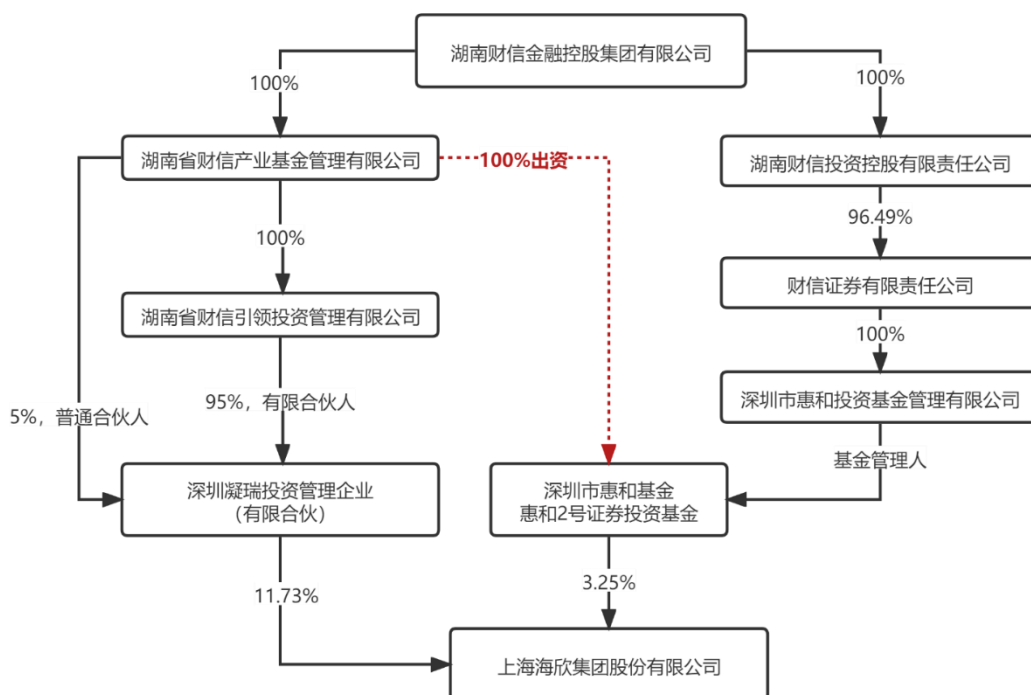 湖南财信金融控股集团有限公司
100%
100%
湖南省财信产业基金管理有限公司
100%出资
湖南财信投资控股有限责任公司
96.49%
100%
财信证券有限责任公司
湖南省财信引领投资管理有限公司
100%
深圳市惠和投资基金管理有限公司
5%，普通合伙人
95%，有限合伙人
基金管理人
深圳凝瑞投资管理企业
（有限合伙）
深圳市惠和基金
惠和2号证券投资基金
11.73%
3.25%
上海海欣集团股份有限公司